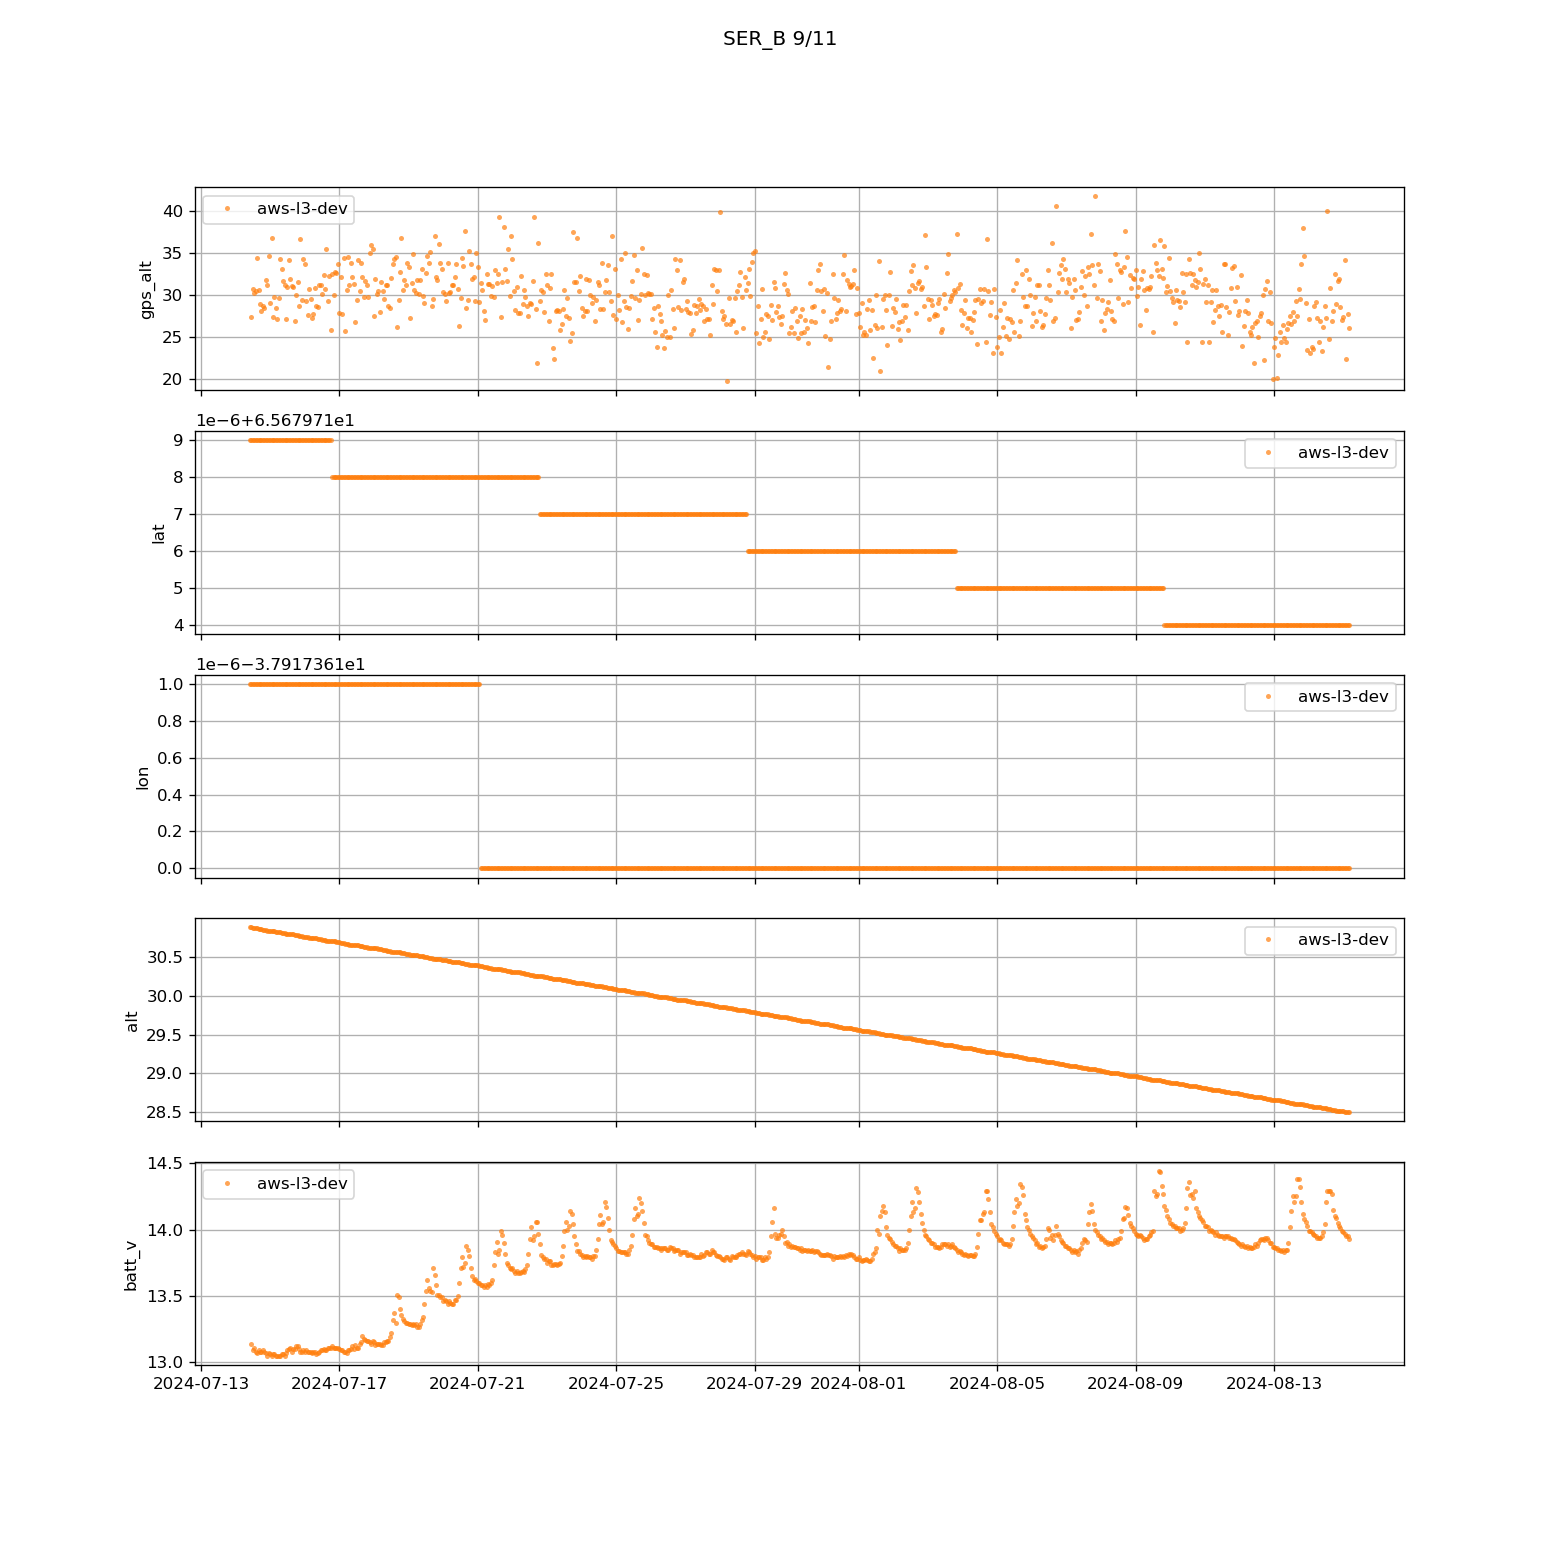 SER_B 9/11
aws-l3-dev
40
35
30
25
20
gps_alt
1e−6+6.567971e1
aws-l3-dev
9
8
7
6
5
4
lat
1e−6−3.7917361e1
aws-l3-dev
1.0
0.8
0.6
0.4
0.2
0.0
lon
aws-l3-dev
30.5
30.0
29.5
29.0
28.5
alt
aws-l3-dev
14.5
14.0
13.5
13.0
batt_v
2024-07-13 2024-07-17 2024-07-21 2024-07-25 2024-07-29 2024-08-01 2024-08-05 2024-08-09 2024-08-13